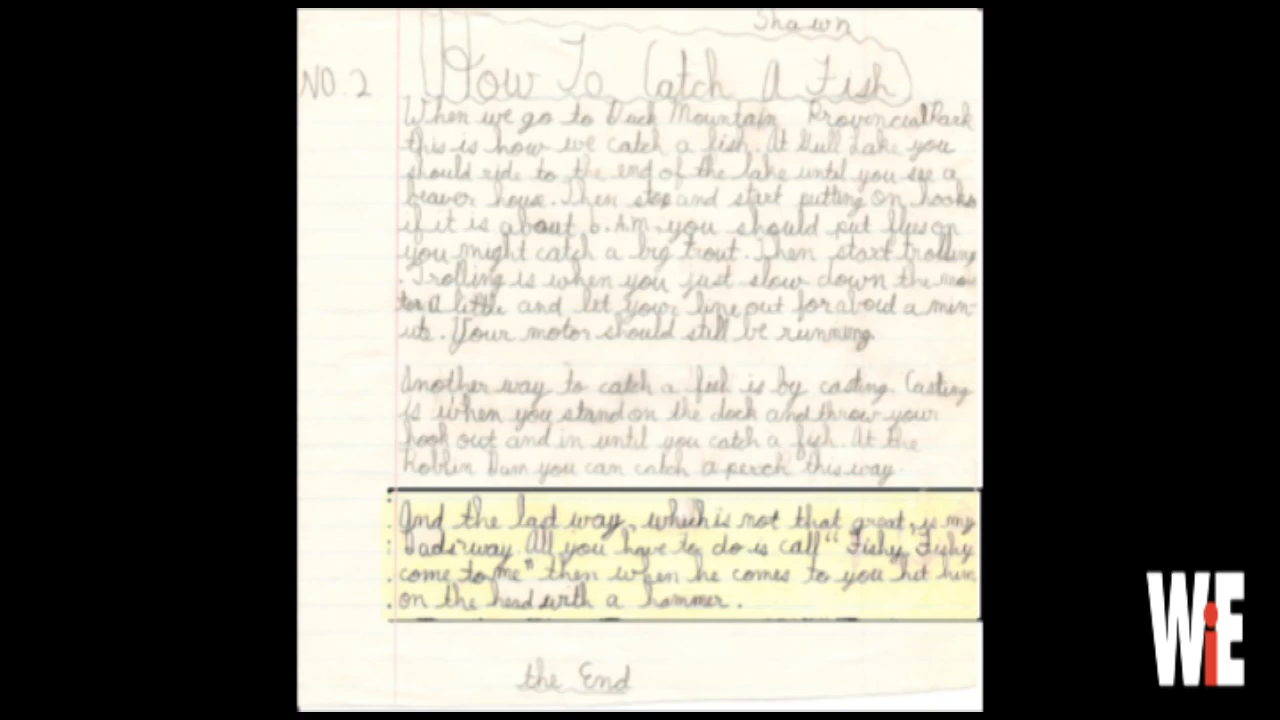 Shawn
NO. 2
How To Catch A Fish
When we go to Duck Mountain Provincial Park
this is how we catch a fish. At Gull Lake you
should ride to the end of the lake until you see a
beaver house. Then stop and start putting on hooks
if it is about 6. A.M. you should put flys on
you might catch a big trout. Then start trolling
. Trolling is when you just slow down the mo
tor a little and let your line out for about a min-
ute. Your motor should still be running.
Another way to catch a fish is by casting. Casting
is when you stand on the dock and throw your
hook out and in until you catch a fish. At the
Roblin Dam you can catch a perch this way.
And the last way, which is not that great, is my
Dad's way. All you have to do is call "Fishy, Fishy
come to me" then when he comes to you hit him
on the head with a hammer.
the End
WiE